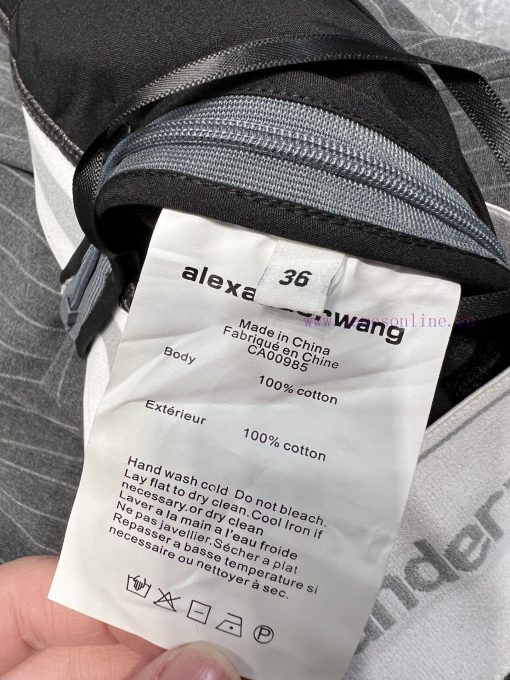 36
Made in China
Fabriqué en Chine
CA00985
Body
100% cotton
Extérieur
100% cotton
Hand wash cold. Do not bleach.
Lay flat to dry clean.Cool Iron if
necessary.or dry clean
Laver a la main a l'eau froide
Ne pas javellier.Sécher a plat
Repasser a basse temperature si
necessaire ou nettoyer à sec.
P